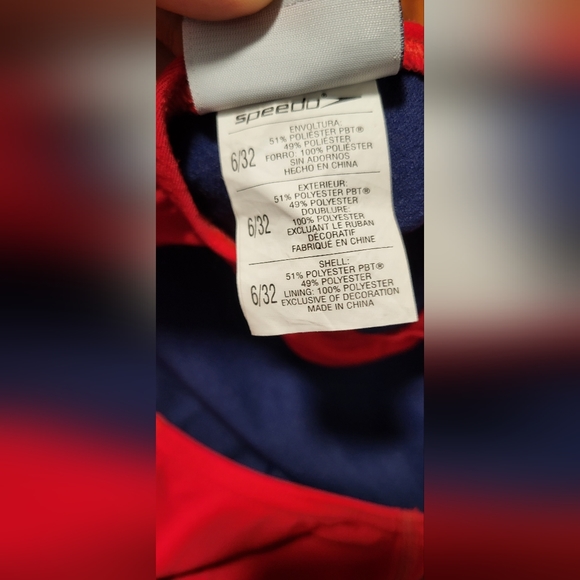 speedo
ENVOLTURA:
51% POLIÉSTER PBT®
49% POLIÉSTER
6/32 FORRO: 100% POLIÉSTER
SIN ADORNOS
HECHO EN CHINA
EXTERIEUR:
51% POLYESTER PBT®
49% POLYESTER
DOUBLURE:
6/32 100% POLYESTER
EXCLUANT LE RUBAN
DÉCORATIF
FABRIQUÉ EN CHINE
SHELL:
51% POLYESTER PBT®
49% POLYESTER
6/32 LINING: 100% POLYESTER
EXCLUSIVE OF DECORATION
MADE IN CHINA